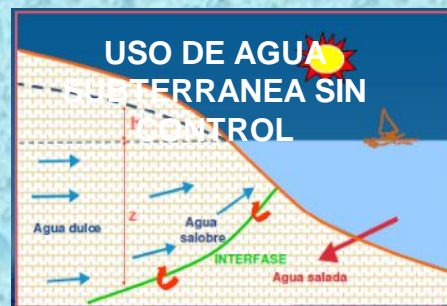 USO DE AGUA
SUBTERRANEA SIN
CONTROL
h
z
Agua dulce
Agua
salobre
INTERFASE
Agua salada